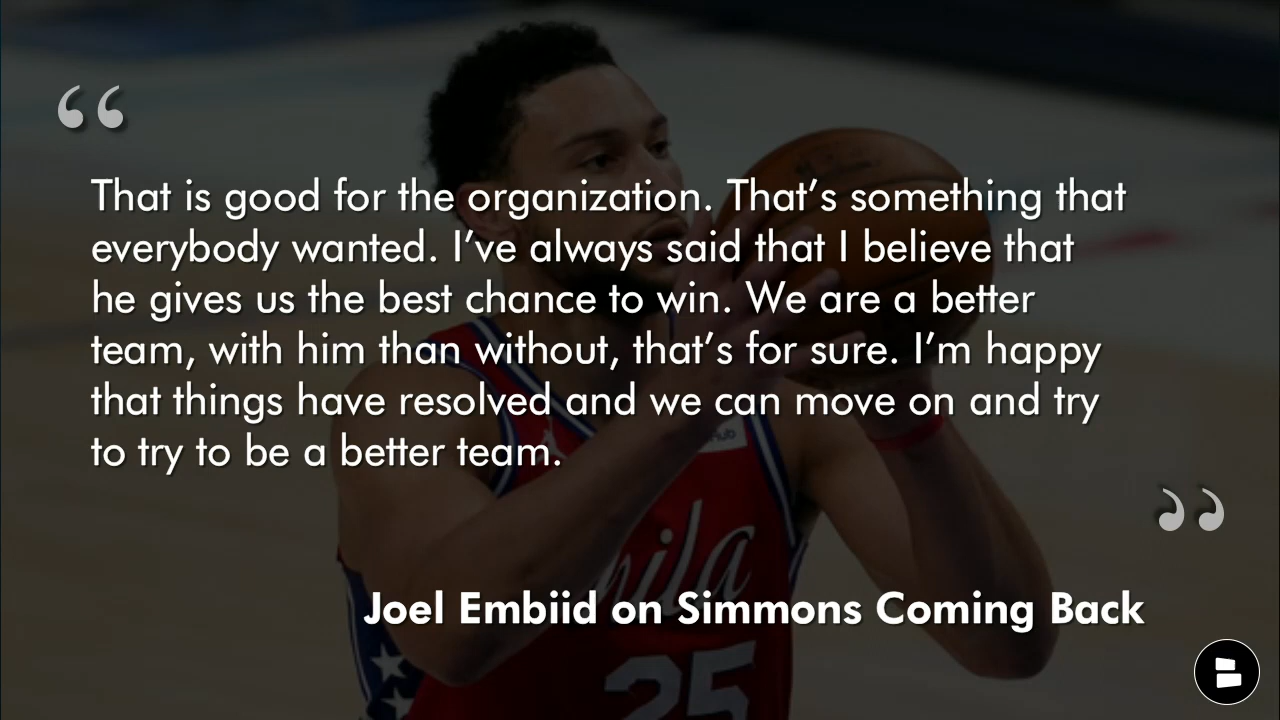 “
That is good for the organization. That’s something that
everybody wanted. I’ve always said that I believe that
he gives us the best chance to win. We are a better
team, with him than without, that’s for sure. I’m happy
that things have resolved and we can move on and try
to try to be a better team.
”
hub
hila
25
Joel Embiid on Simmons Coming Back